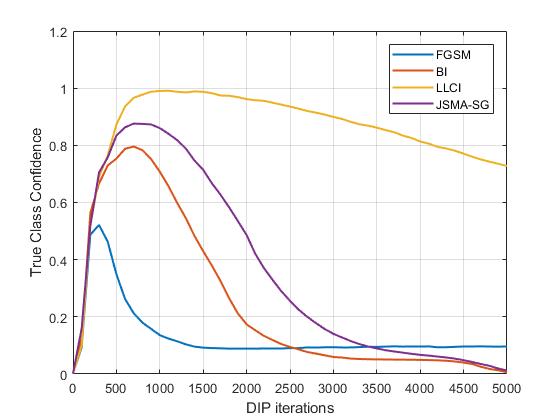 1.2
1
0.8
0.6
0.4
0.2
0
True Class Confidence
FGSM
BI
LLCI
JSMA-SG
0 500 1000 1500 2000 2500 3000 3500 4000 4500 5000
DIP iterations